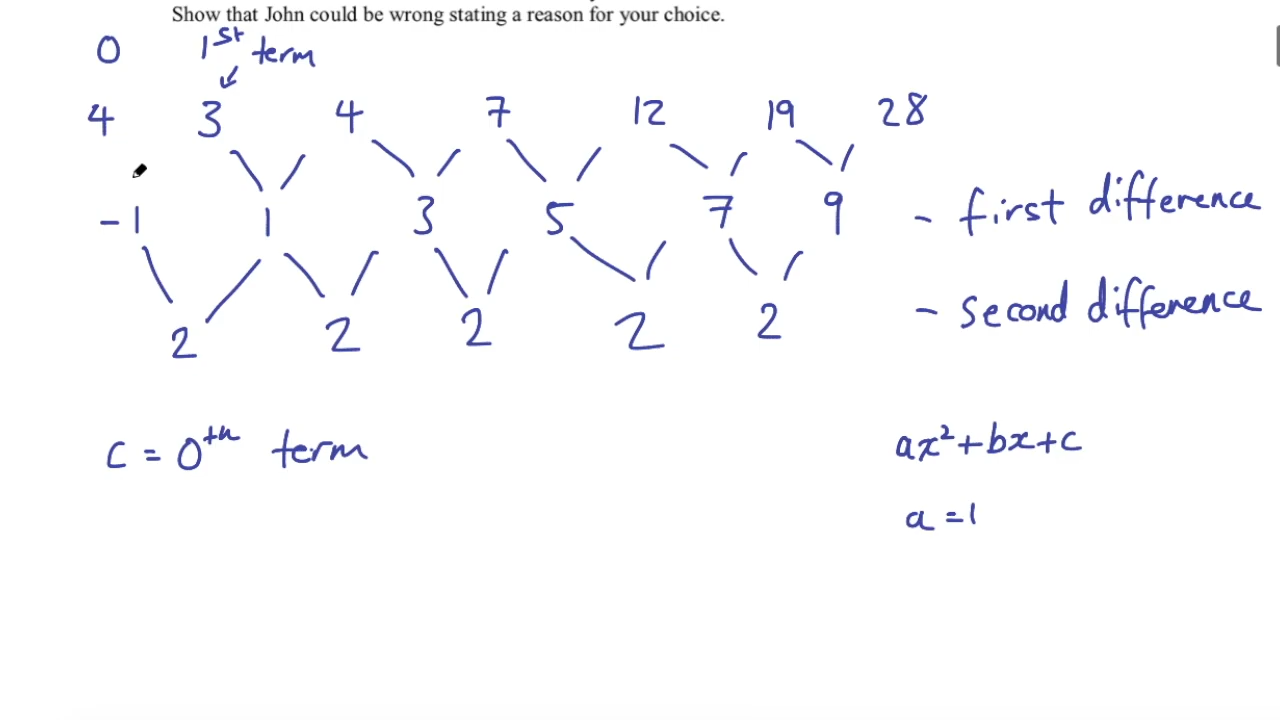 Show that John could be wrong stating a reason for your choice.
0 1st term
4 3 4 7 12 19 28
-1 1 3 5 7 9 - first difference
2 2 2 2 2 - second difference
c = 0th term
ax²+bx+c
a = 1